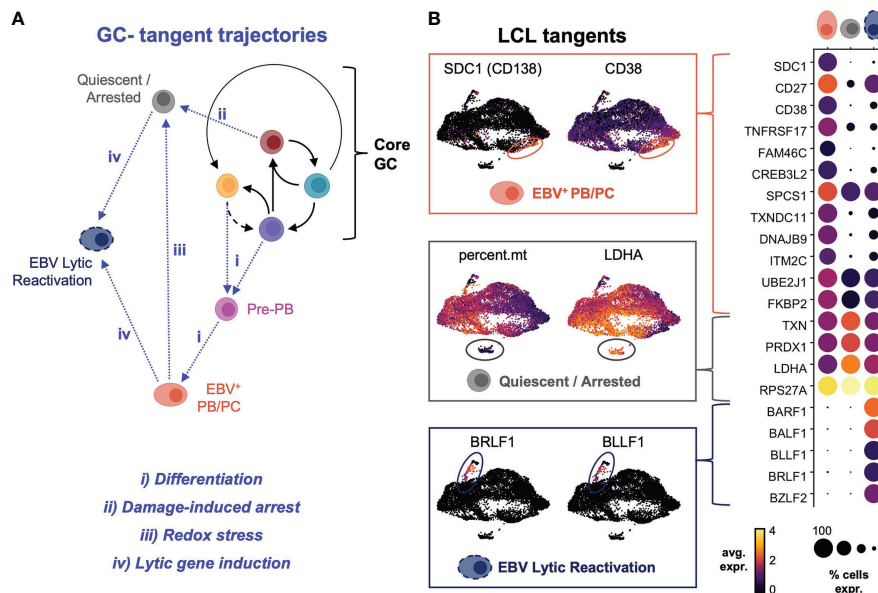 A
GC- tangent trajectories
Quiescent /
Arrested
ii
iv
Core
GC
EBV Lytic
Reactivation
iii
i
iv
Pre-PB
i
EBV⁺
PB/PC
i) Differentiation
ii) Damage-induced arrest
iii) Redox stress
iv) Lytic gene induction
B
LCL tangents
SDC1 (CD138)
CD38
EBV⁺ PB/PC
percent.mt
LDHA
Quiescent / Arrested
BRLF1
BLLF1
EBV Lytic Reactivation
SDC1
CD27
CD38
TNFRSF17
FAM46C
CREB3L2
SPCS1
TXNDC11
DNAJB9
ITM2C
UBE2J1
FKBP2
TXN
PRDX1
LDHA
RPS27A
BARF1
BALF1
BLLF1
BRLF1
BZLF2
avg.
expr.
4
2
0
100
% cells
expr.